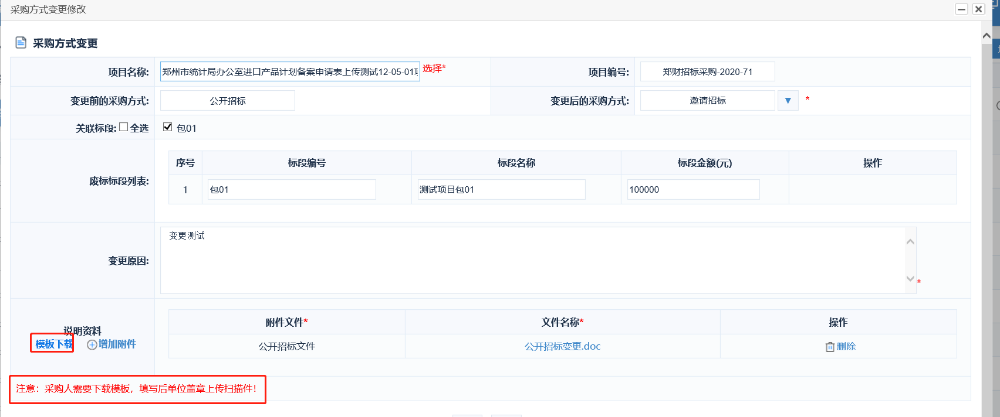 采购方式变更修改
采购方式变更
项目名称: 郑州市统计局办公室进口产品计划备案申请表上传测试12-05-01 选择* 项目编号: 郑财招标采购-2020-71
变更前的采购方式: 公开招标 变更后的采购方式: 邀请招标 ▼ *
关联标段: 全选 包01
废标标段列表:
序号 标段编号 标段名称 标段金额(元) 操作
1 包01 测试项目包01 100000
变更原因: 变更测试 *
说明资料
模板下载 增加附件
附件文件* 文件名称* 操作
公开招标文件 公开招标变更.doc 删除
注意：采购人需要下载模板，填写后单位盖章上传扫描件！